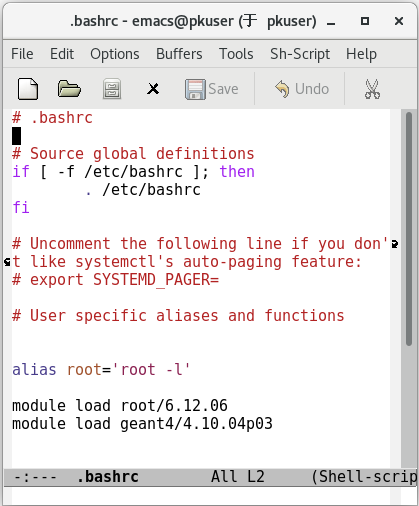 .bashrc - emacs@pkuser (于 pkuser)
File Edit Options Buffers Tools Sh-Script Help
Save Undo
# .bashrc
# Source global definitions
if [ -f /etc/bashrc ]; then
. /etc/bashrc
fi
# Uncomment the following line if you don'
t like systemctl's auto-paging feature:
# export SYSTEMD_PAGER=
# User specific aliases and functions
alias root='root -l'
module load root/6.12.06
module load geant4/4.10.04p03
-:--- .bashrc All L2 (Shell-scrip